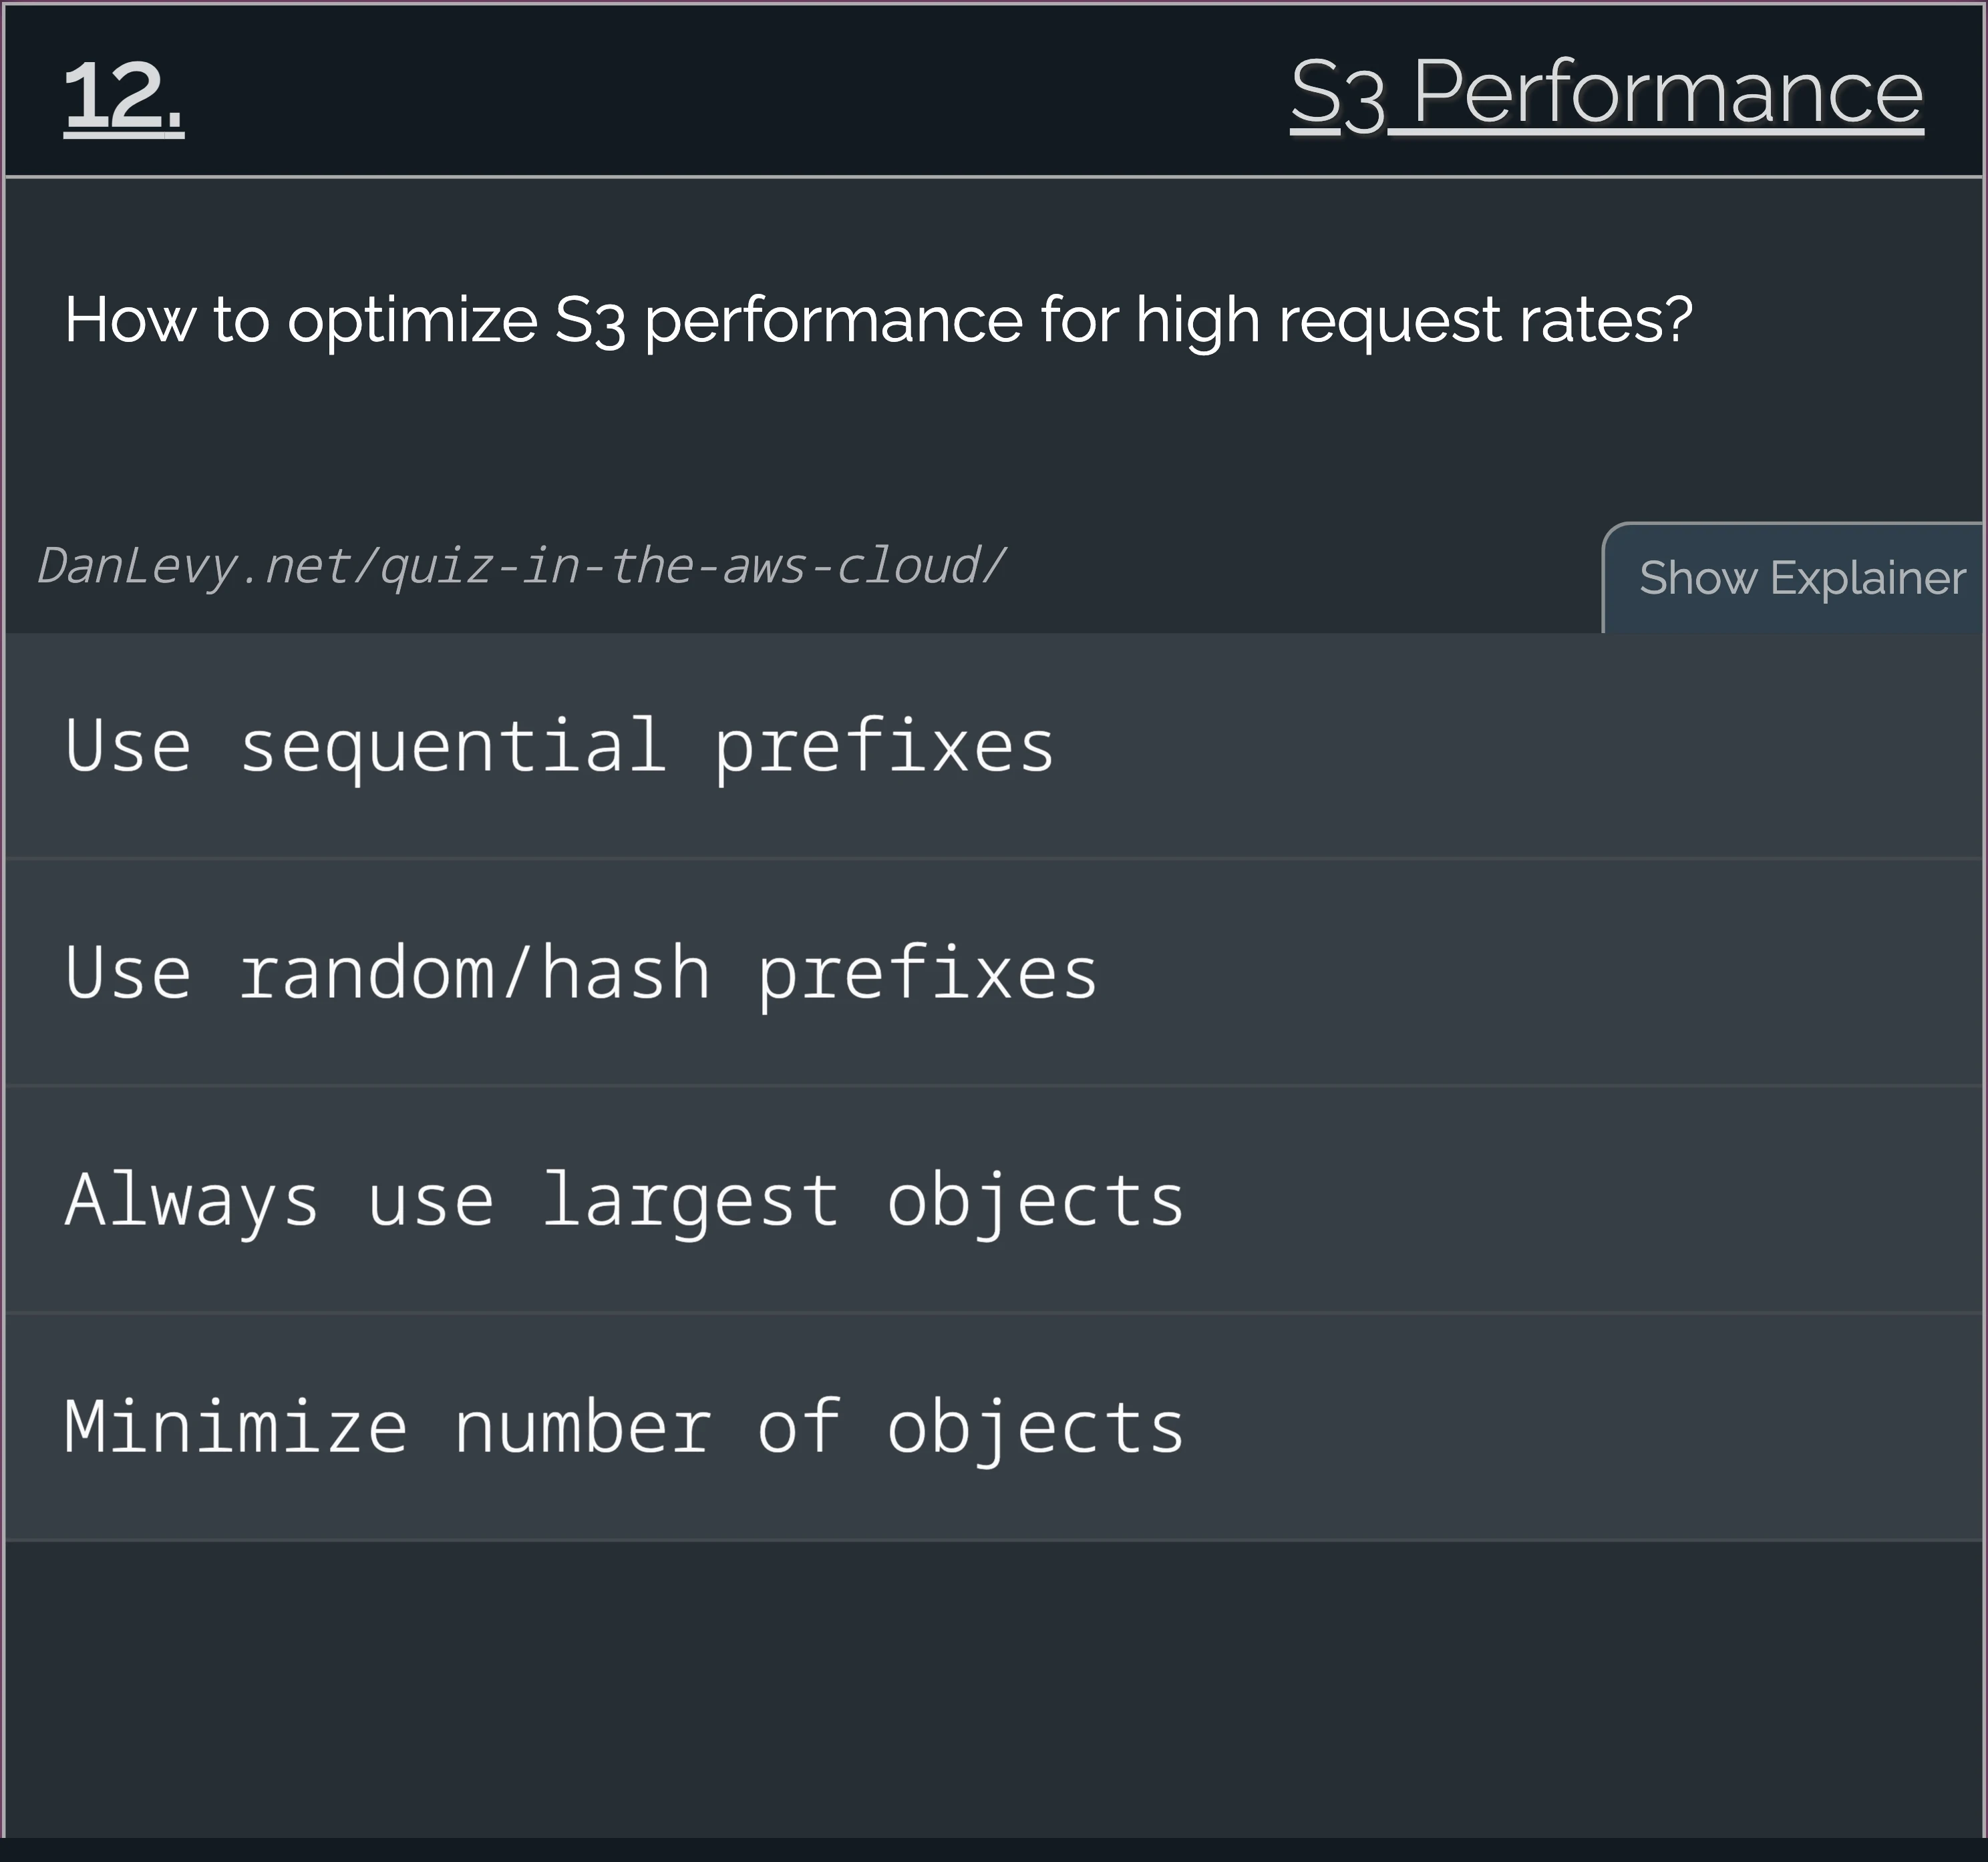 12.
S3 Performance
How to optimize S3 performance for high request rates?
DanLevy.net/quiz-in-the-aws-cloud/
Show Explainer
Use sequential prefixes
Use random/hash prefixes
Always use largest objects
Minimize number of objects